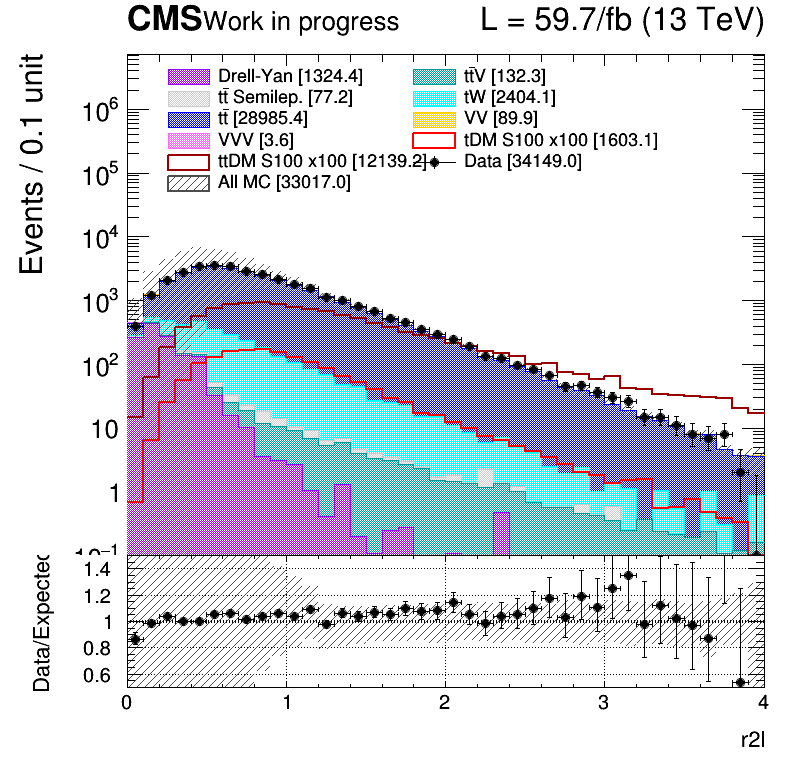 CMS Work in progress L = 59.7/fb (13 TeV)
Drell-Yan [1324.4] tt̄V [132.3]
tt̄ Semilep. [77.2] tW [2404.1]
tt̄ [28985.4] VV [89.9]
VVV [3.6] tDM S100 x100 [1603.1]
ttDM S100 x100 [12139.2] Data [34149.0]
All MC [33017.0]
Events / 0.1 unit
10⁶
10⁵
10⁴
10³
10²
10
1
10⁻¹
Data/Expected
1.4
1.2
1
0.8
0.6
0 1 2 3 4
r2l